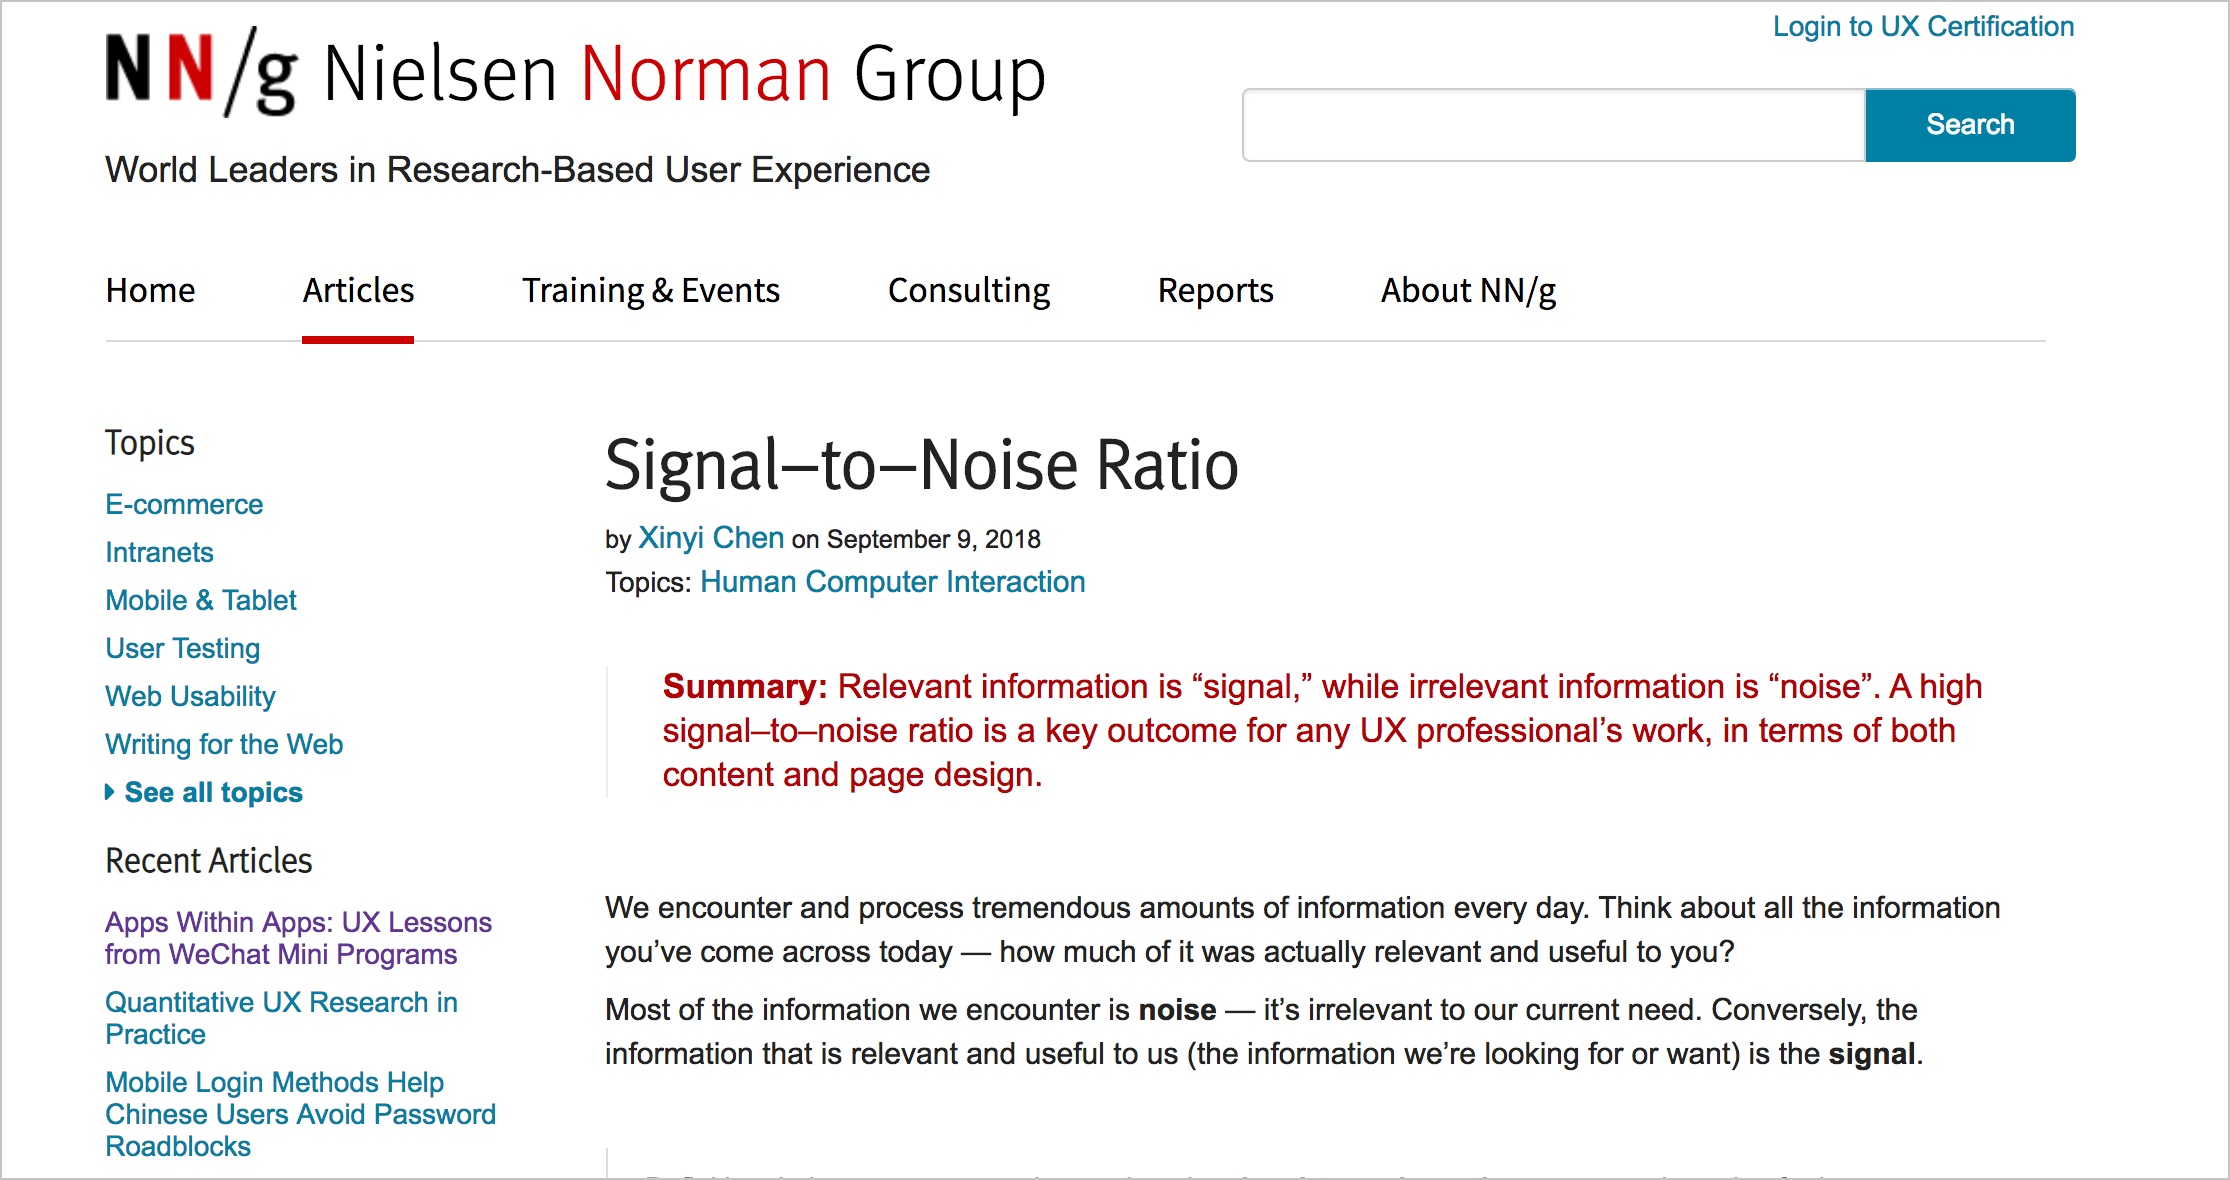 Login to UX Certification
NN/g Nielsen Norman Group
Search
World Leaders in Research-Based User Experience
Home Articles Training & Events Consulting Reports About NN/g
Topics
E-commerce
Intranets
Mobile & Tablet
User Testing
Web Usability
Writing for the Web
See all topics
Recent Articles
Apps Within Apps: UX Lessons
from WeChat Mini Programs
Quantitative UX Research in
Practice
Mobile Login Methods Help
Chinese Users Avoid Password
Roadblocks
Signal–to–Noise Ratio
by Xinyi Chen on September 9, 2018
Topics: Human Computer Interaction
Summary: Relevant information is “signal,” while irrelevant information is “noise”. A high
signal–to–noise ratio is a key outcome for any UX professional’s work, in terms of both
content and page design.
We encounter and process tremendous amounts of information every day. Think about all the information
you’ve come across today — how much of it was actually relevant and useful to you?
Most of the information we encounter is noise — it’s irrelevant to our current need. Conversely, the
information that is relevant and useful to us (the information we’re looking for or want) is the signal.